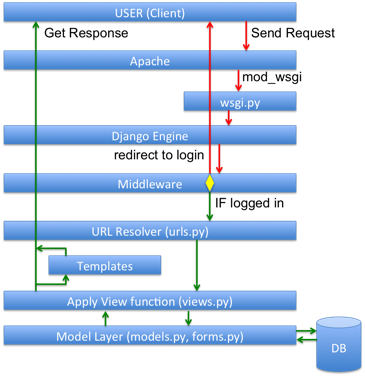 USER (Client)
Get Response
Send Request
Apache
mod_wsgi
wsgi.py
Django Engine
redirect to login
Middleware
IF logged in
URL Resolver (urls.py)
Templates
Apply View function (views.py)
Model Layer (models.py, forms.py)
DB